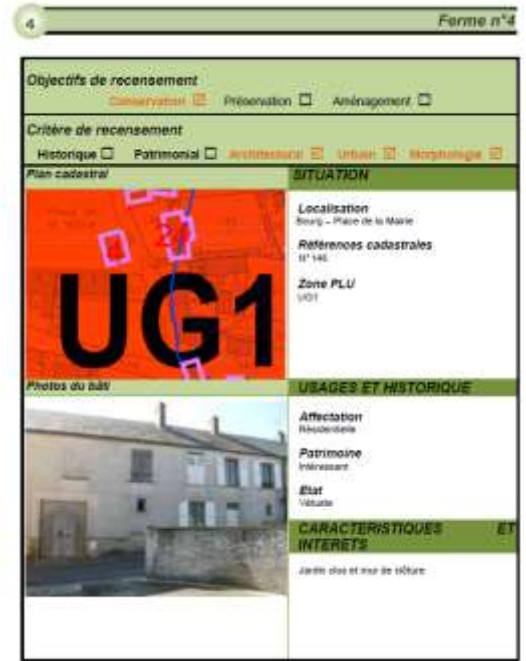 4
Ferme n°4
Objectifs de recensement
Conservation ☑ Préservation ☐ Aménagement ☐
Critère de recensement
Historique ☐ Patrimonial ☐ Architectural ☑ Urbain ☑ Morphologie ☑
Plan cadastral
SITUATION
Localisation
Bourg – Place de la Mairie
Références cadastrales
N° 146
Zone PLU
UG1
UG1
Photos du bâti
USAGES ET HISTORIQUE
Affectation
Résidentielle
Patrimoine
Intéressant
Etat
Vétuste
CARACTERISTIQUES ET
INTERETS
Jardin clos et mur de clôture